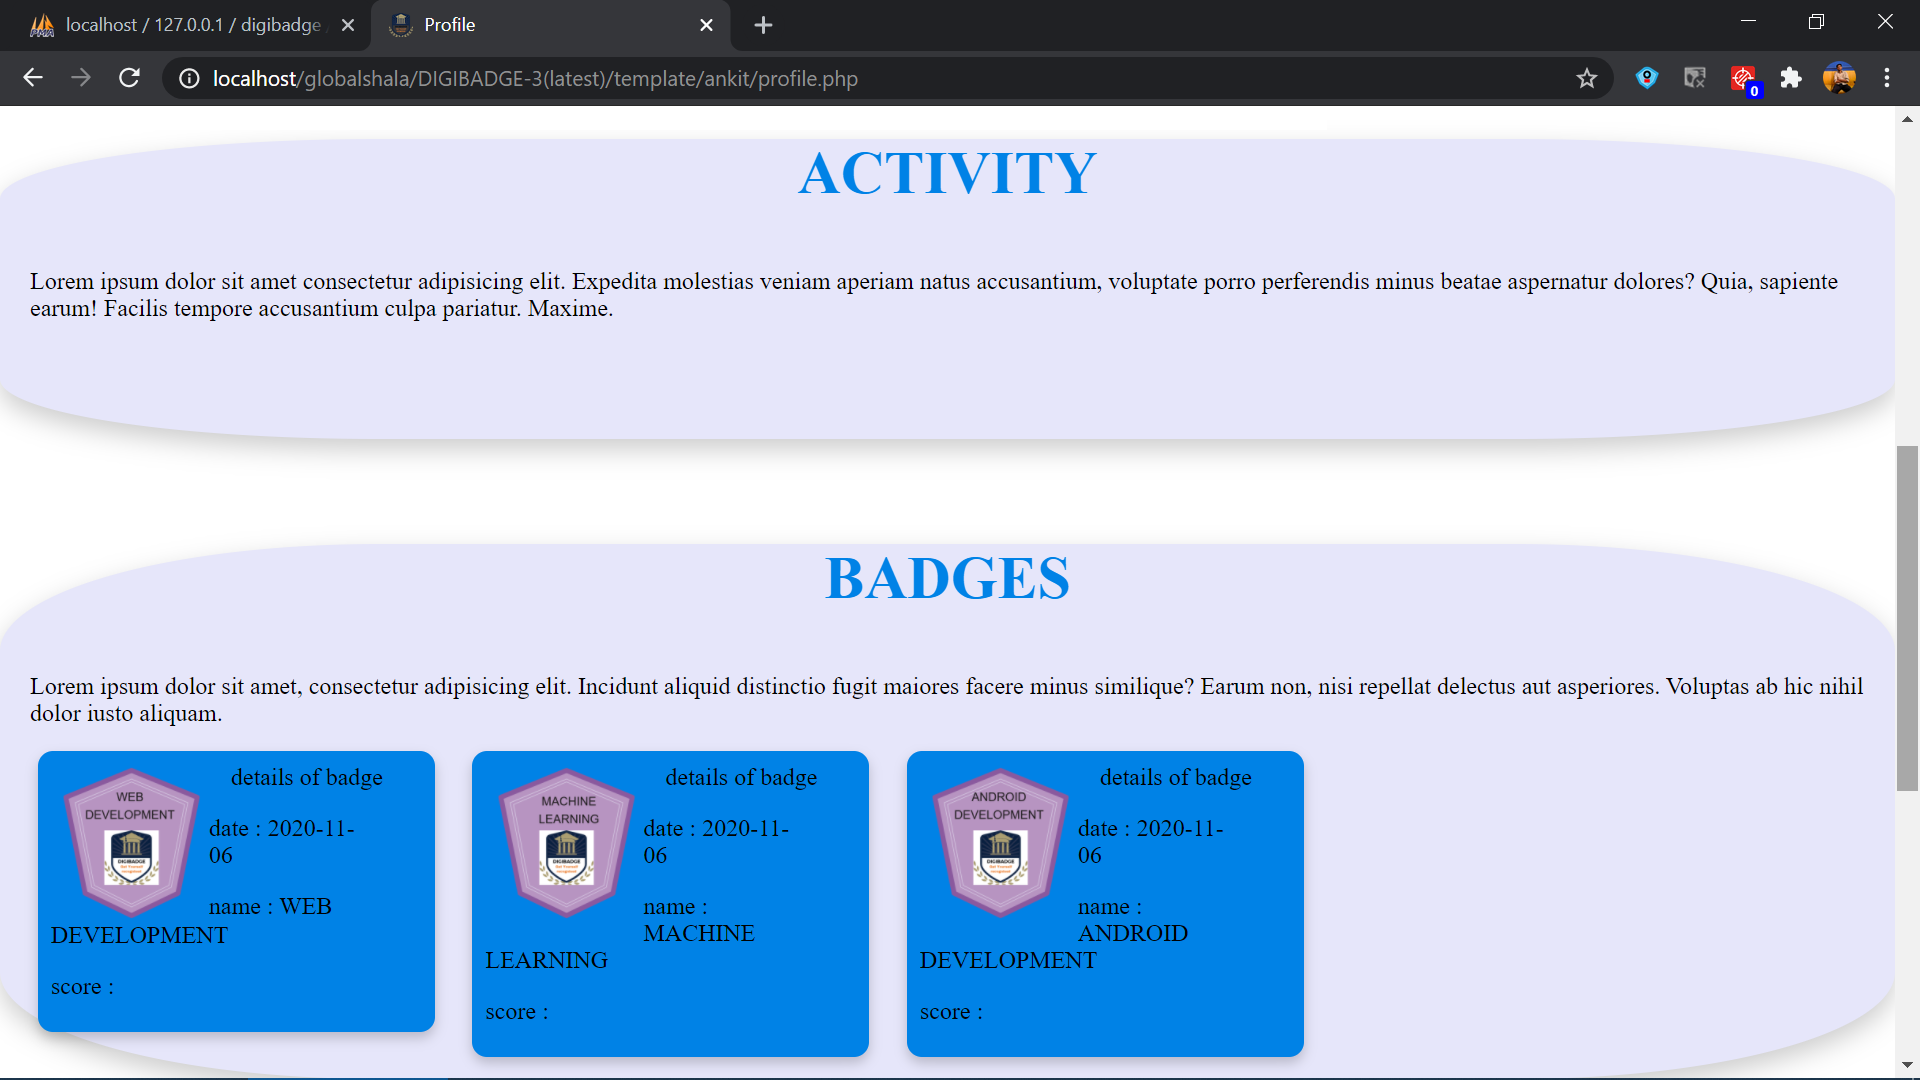 localhost / 127.0.0.1 / digibadge
Profile
localhost/globalshala/DIGIBADGE-3(latest)/template/ankit/profile.php
0
ACTIVITY
Lorem ipsum dolor sit amet consectetur adipisicing elit. Expedita molestias veniam aperiam natus accusantium, voluptate porro perferendis minus beatae aspernatur dolores? Quia, sapiente
earum! Facilis tempore accusantium culpa pariatur. Maxime.
BADGES
Lorem ipsum dolor sit amet, consectetur adipisicing elit. Incidunt aliquid distinctio fugit maiores facere minus similique? Earum non, nisi repellat delectus aut asperiores. Voluptas ab hic nihil
dolor iusto aliquam.
WEB
DEVELOPMENT
DIGIBADGE
details of badge
date : 2020-11-
06
name : WEB
DEVELOPMENT
score :
MACHINE
LEARNING
DIGIBADGE
details of badge
date : 2020-11-
06
name :
MACHINE
LEARNING
score :
ANDROID
DEVELOPMENT
DIGIBADGE
details of badge
date : 2020-11-
06
name :
ANDROID
DEVELOPMENT
score :